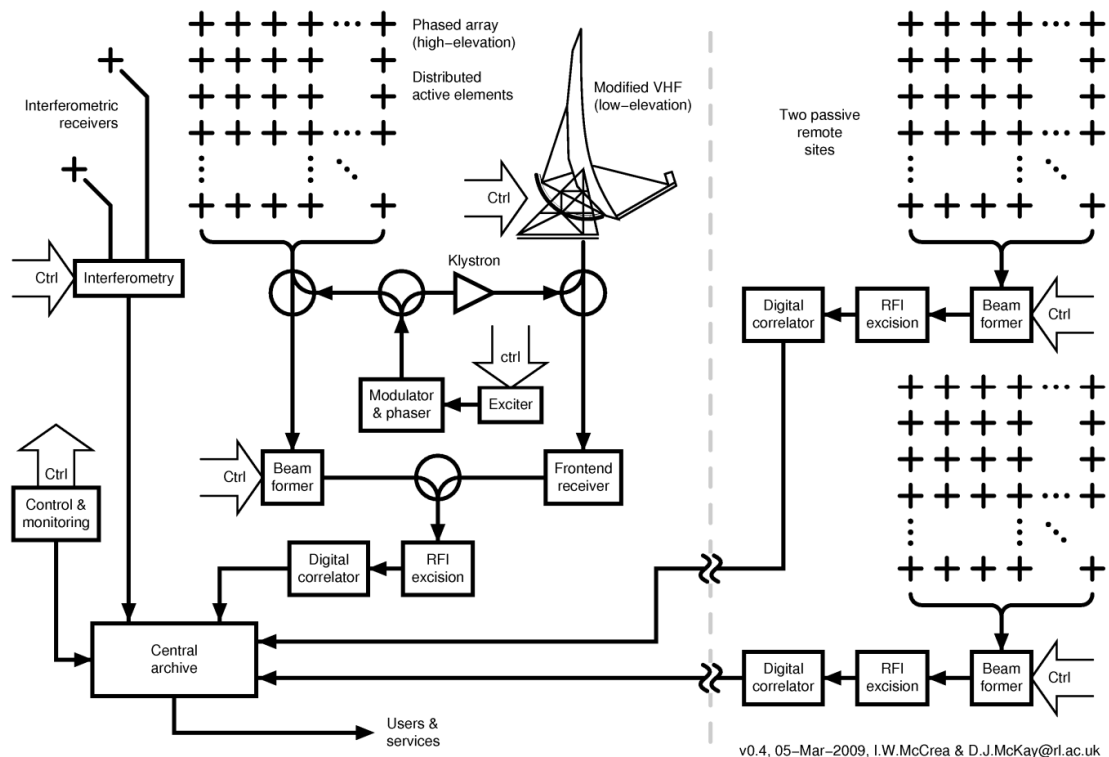 Phased array
(high−elevation)
Distributed
active elements
Modified VHF
(low−elevation)
Two passive
remote
sites
Interferometric
receivers
Ctrl
Ctrl
Interferometry
Klystron
Digital
correlator
RFI
excision
Beam
former
Ctrl
ctrl
Modulator
& phaser
Exciter
Ctrl
Beam
former
Frontend
receiver
Ctrl
Control &
monitoring
Digital
correlator
RFI
excision
Central
archive
Digital
correlator
RFI
excision
Beam
former
Ctrl
Users &
services
v0.4, 05−Mar−2009, I.W.McCrea & D.J.McKay@rl.ac.uk